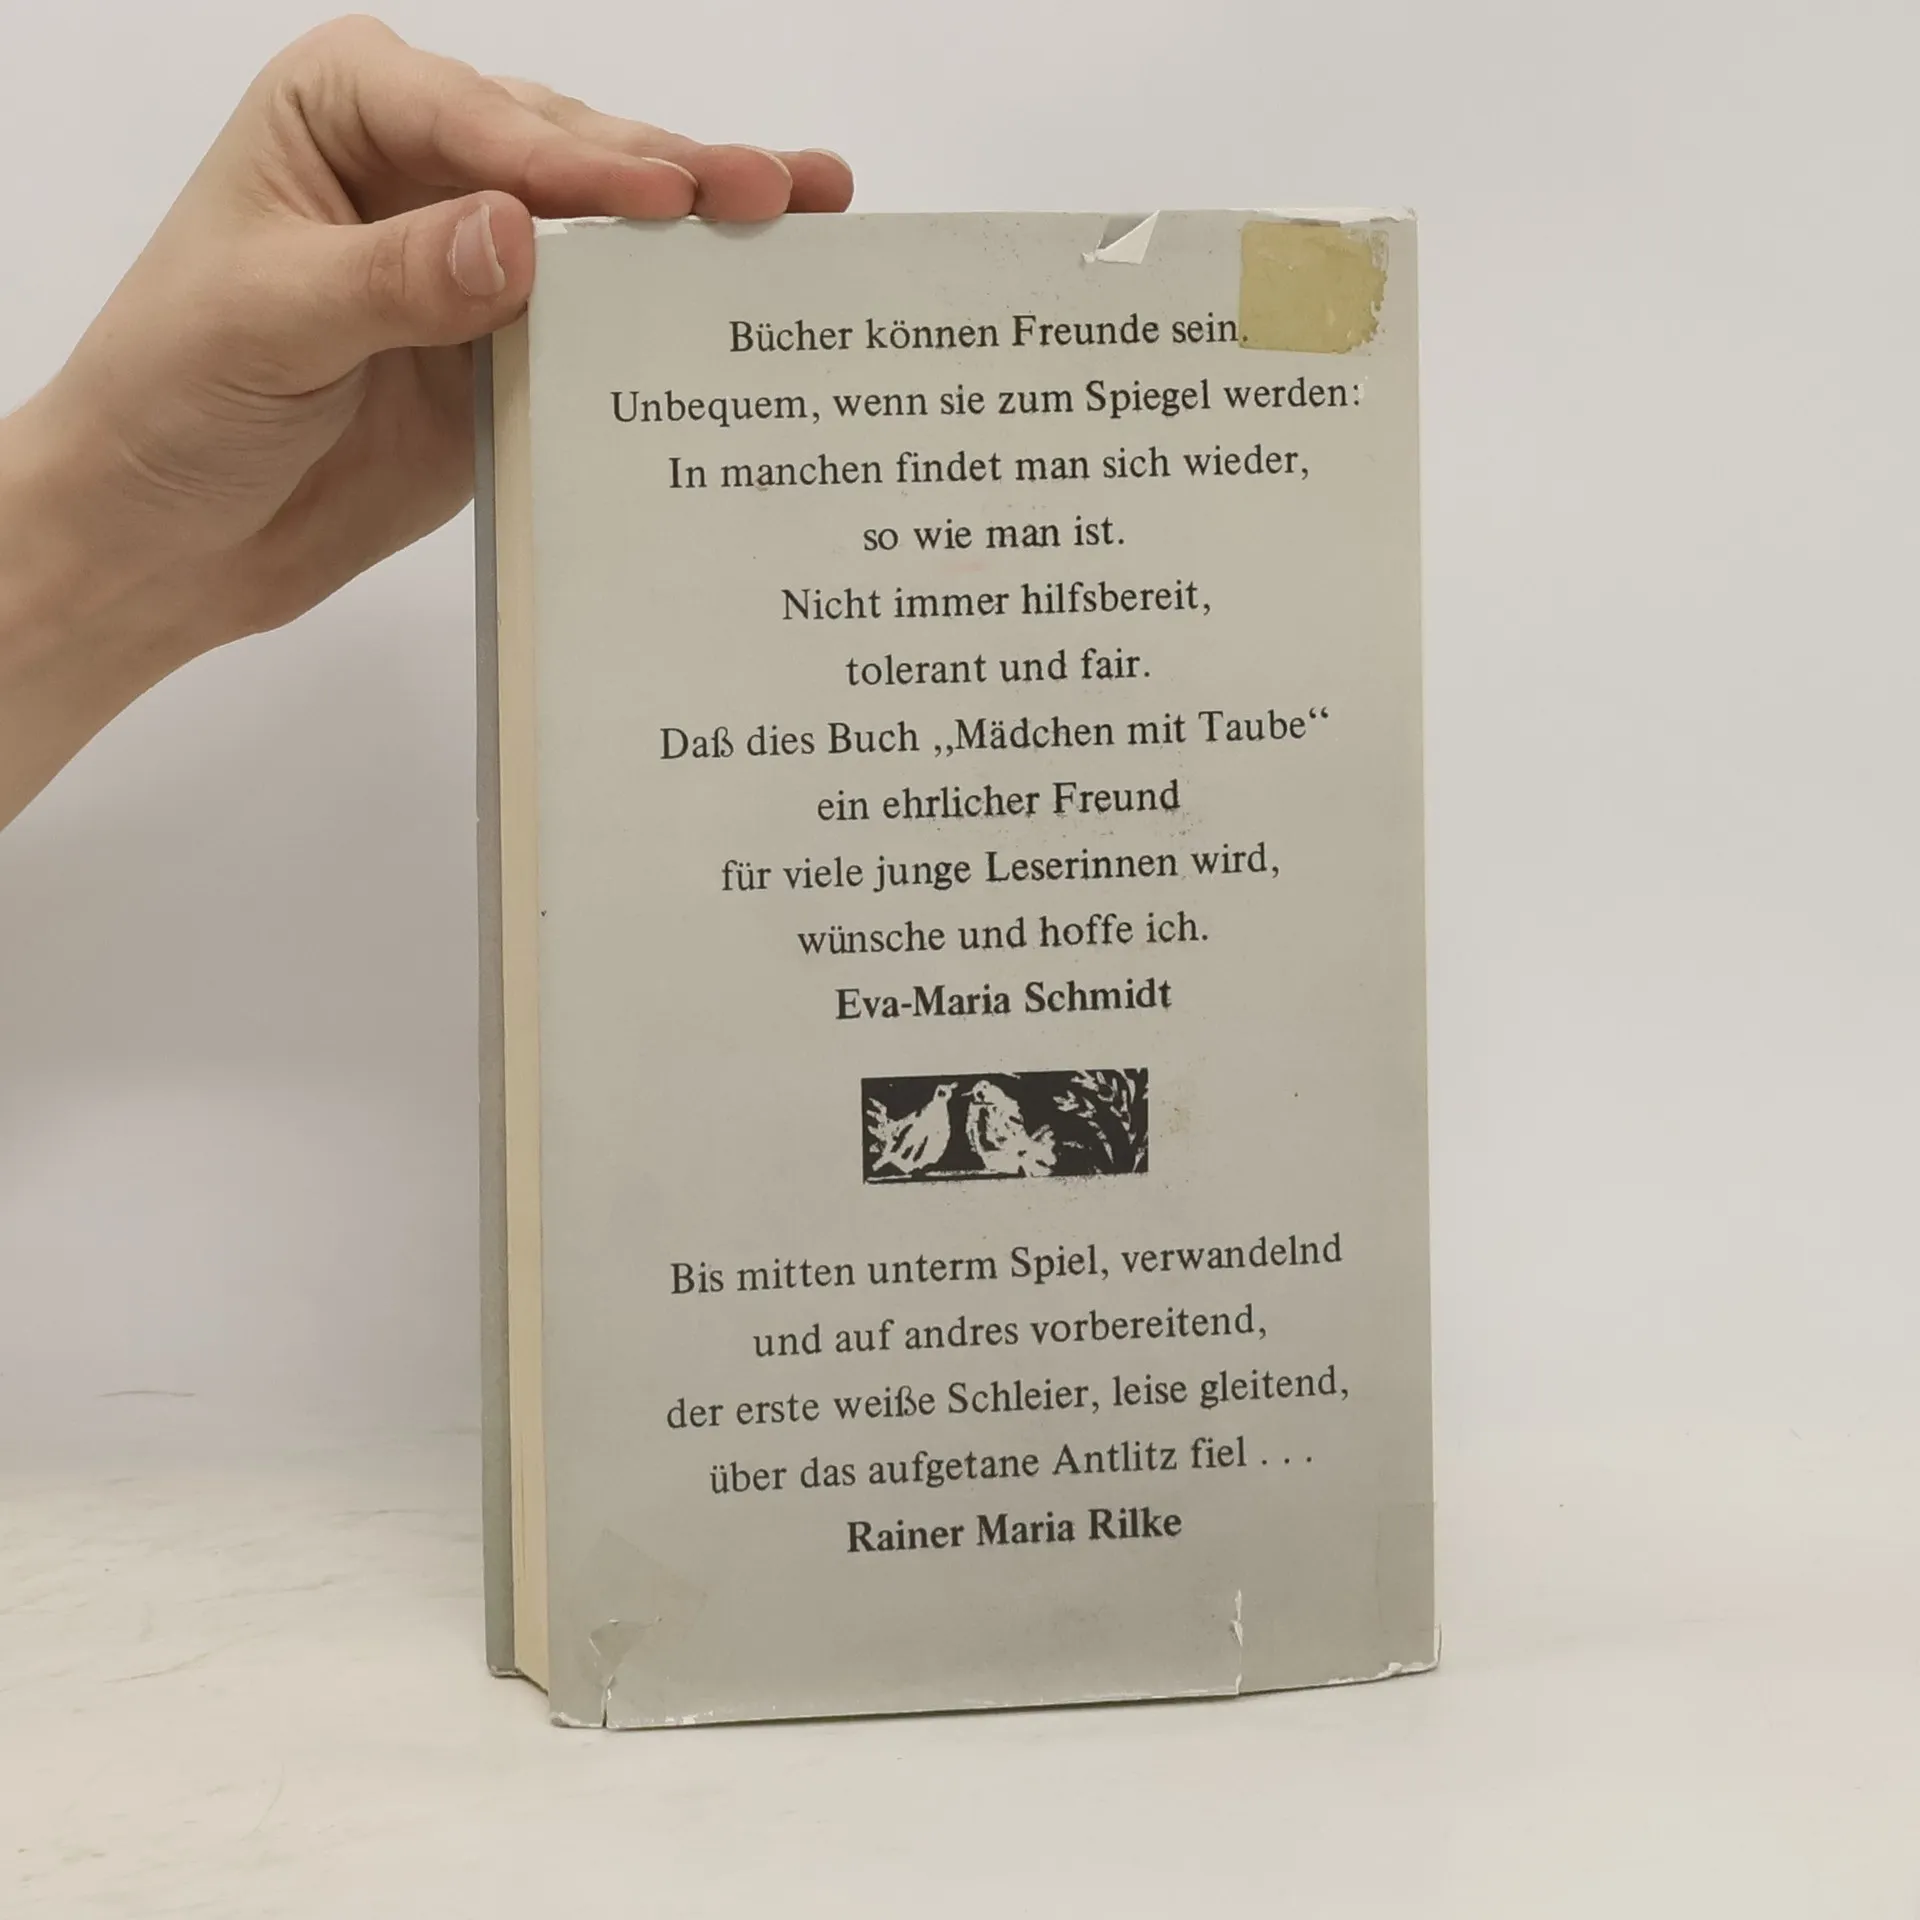 Bücher können Freunde sein.
Unbequem, wenn sie zum Spiegel werden:
In manchen findet man sich wieder,
so wie man ist.
Nicht immer hilfsbereit,
tolerant und fair.
Daß dies Buch „Mädchen mit Taube“
ein ehrlicher Freund
für viele junge Leserinnen wird,
wünsche und hoffe ich.
Eva-Maria Schmidt
Bis mitten unterm Spiel, verwandelnd
und auf andres vorbereitend,
der erste weiße Schleier, leise gleitend,
über das aufgetane Antlitz fiel . . .
Rainer Maria Rilke